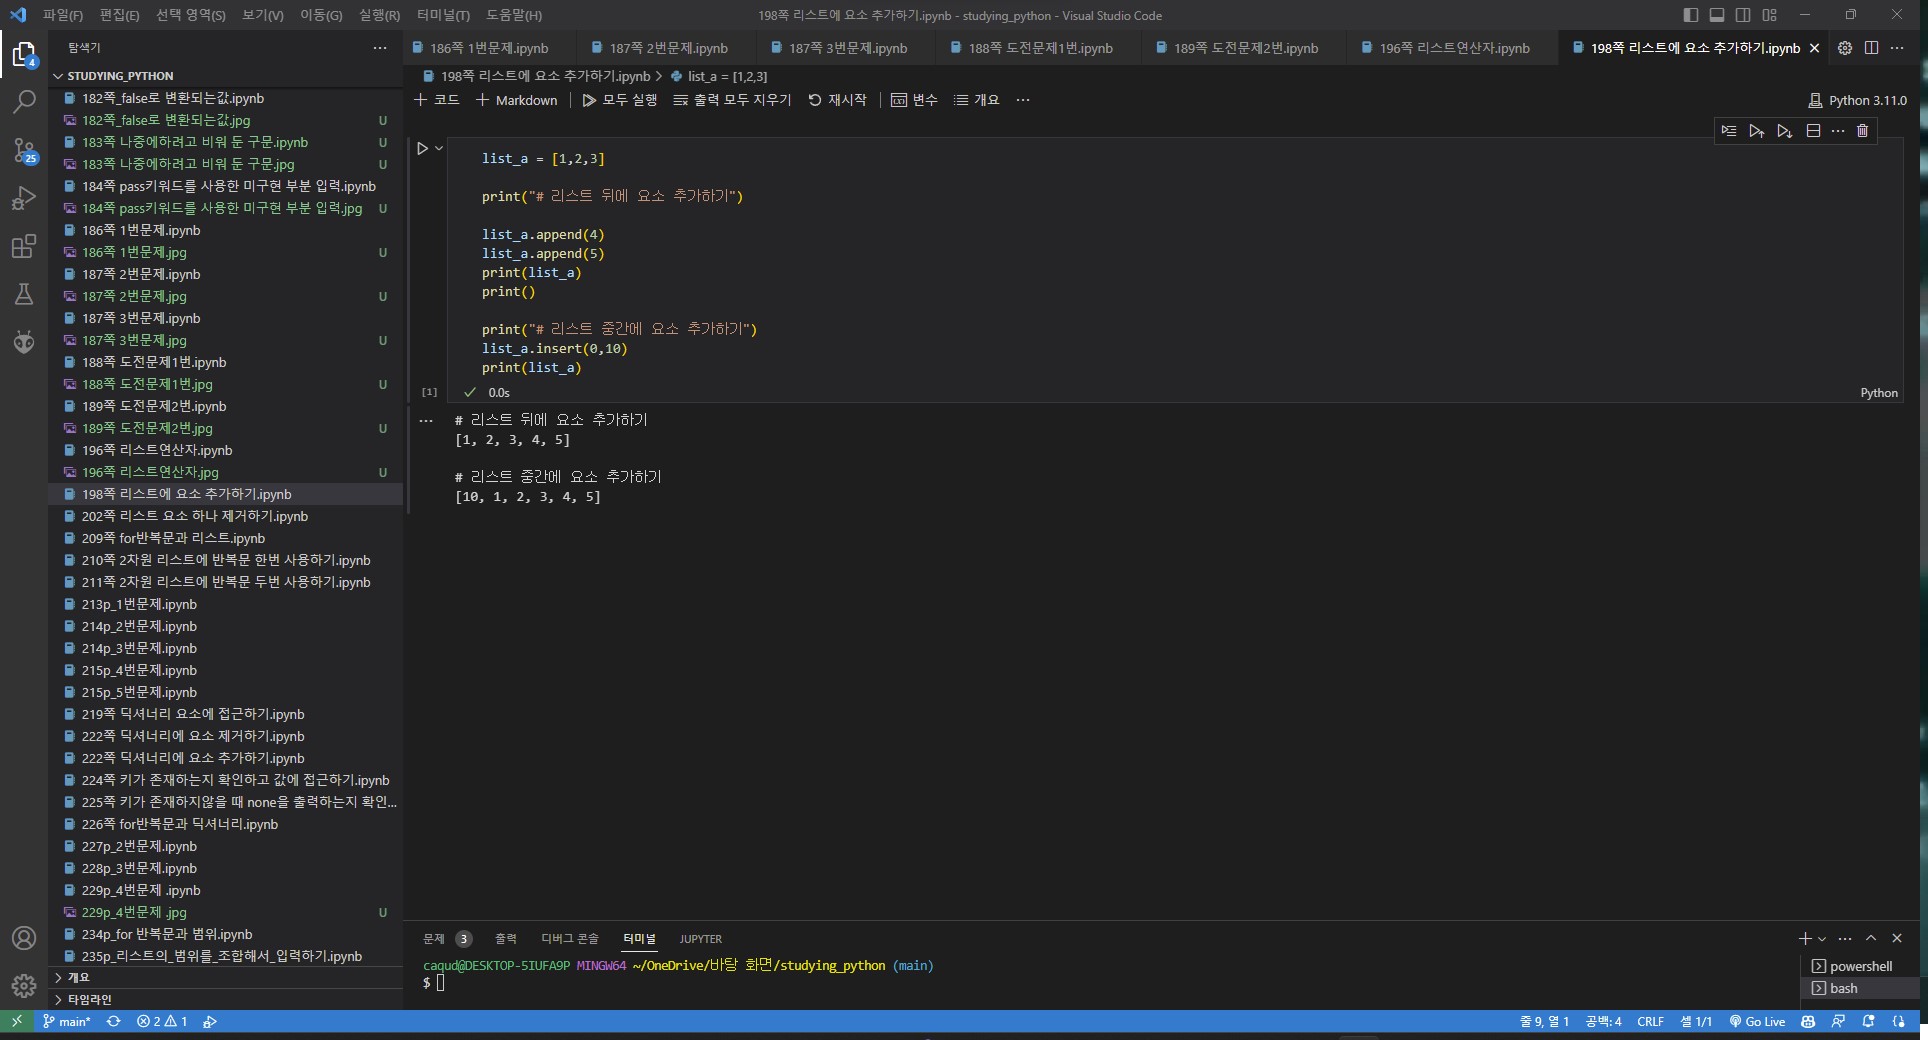 파일(F) 편집(E) 선택 영역(S) 보기(V) 이동(G) 실행(R) 터미널(T) 도움말(H)
198쪽 리스트에 요소 추가하기.ipynb - studying_python - Visual Studio Code
탐색기
STUDYING_PYTHON
182쪽_false로 변환되는값.ipynb
182쪽_false로 변환되는값.jpg U
183쪽 나중에하려고 비워 둔 구문.ipynb U
183쪽 나중에하려고 비워 둔 구문.jpg U
184쪽 pass키워드를 사용한 미구현 부분 입력.ipynb
184쪽 pass키워드를 사용한 미구현 부분 입력.jpg U
186쪽 1번문제.ipynb
186쪽 1번문제.jpg U
187쪽 2번문제.ipynb
187쪽 2번문제.jpg U
187쪽 3번문제.ipynb
187쪽 3번문제.jpg U
188쪽 도전문제1번.ipynb
188쪽 도전문제1번.jpg U
189쪽 도전문제2번.ipynb
189쪽 도전문제2번.jpg U
196쪽 리스트연산자.ipynb
196쪽 리스트연산자.jpg U
198쪽 리스트에 요소 추가하기.ipynb
202쪽 리스트 요소 하나 제거하기.ipynb
209쪽 for반복문과 리스트.ipynb
210쪽 2차원 리스트에 반복문 한번 사용하기.ipynb
211쪽 2차원 리스트에 반복문 두번 사용하기.ipynb
213p_1번문제.ipynb
214p_2번문제.ipynb
214p_3번문제.ipynb
215p_4번문제.ipynb
215p_5번문제.ipynb
219쪽 딕셔너리 요소에 접근하기.ipynb
222쪽 딕셔너리에 요소 제거하기.ipynb
222쪽 딕셔너리에 요소 추가하기.ipynb
224쪽 키가 존재하는지 확인하고 값에 접근하기.ipynb
225쪽 키가 존재하지않을 때 none을 출력하는지 확인...
226쪽 for반복문과 딕셔너리.ipynb
227p_2번문제.ipynb
228p_3번문제.ipynb
229p_4번문제 .ipynb
229p_4번문제 .jpg U
234p_for 반복문과 범위.ipynb
235p_리스트의_범위를_조합해서_입력하기.ipynb
개요
타임라인
4
25
186쪽 1번문제.ipynb 187쪽 2번문제.ipynb 187쪽 3번문제.ipynb 188쪽 도전문제1번.ipynb 189쪽 도전문제2번.ipynb 196쪽 리스트연산자.ipynb 198쪽 리스트에 요소 추가하기.ipynb
198쪽 리스트에 요소 추가하기.ipynb > list_a = [1,2,3]
+ 코드 + Markdown 모두 실행 출력 모두 지우기 재시작 변수 개요 ... Python 3.11.0
list_a = [1,2,3]
print("# 리스트 뒤에 요소 추가하기")
list_a.append(4)
list_a.append(5)
print(list_a)
print()
print("# 리스트 중간에 요소 추가하기")
list_a.insert(0,10)
print(list_a)
[1] 0.0s Python
# 리스트 뒤에 요소 추가하기
[1, 2, 3, 4, 5]
# 리스트 중간에 요소 추가하기
[10, 1, 2, 3, 4, 5]
문제 3 출력 디버그 콘솔 터미널 JUPYTER
caqud@DESKTOP-5IUFA9P MINGW64 ~/OneDrive/바탕 화면/studying_python (main)
$
powershell
bash
main* 2 1 줄 9, 열 1 공백: 4 CRLF 셀 1/1 Go Live